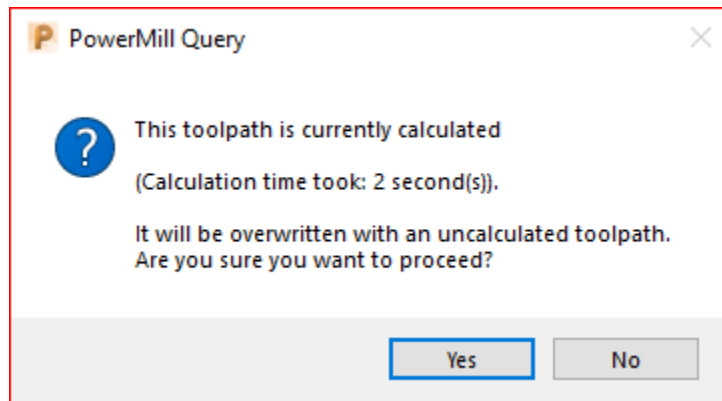 PowerMill Query
This toolpath is currently calculated
(Calculation time took: 2 second(s)).
It will be overwritten with an uncalculated toolpath.
Are you sure you want to proceed?
Yes No